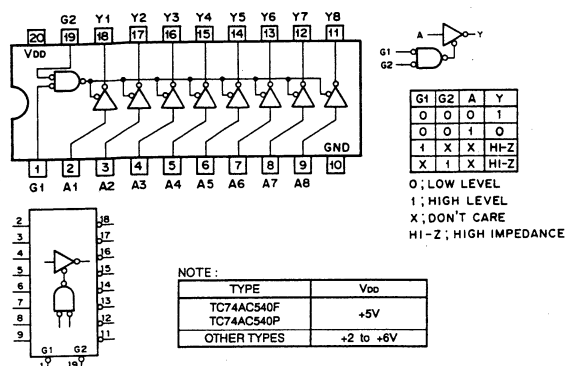 G2 Y1 Y2 Y3 Y4 Y5 Y6 Y7 Y8
20 19 18 17 16 15 14 13 12 11
VDD
GND
1 2 3 4 5 6 7 8 9 10
G1 A1 A2 A3 A4 A5 A6 A7 A8
A Y
G1
G2
G1 G2 A Y
0 0 0 1
0 0 1 0
1 X X HI-Z
X 1 X HI-Z
0 ; LOW LEVEL
1 ; HIGH LEVEL
X ; DON'T CARE
HI-Z ; HIGH IMPEDANCE
2 18
3 17
4 16
5 15
6 14
7 13
8 12
9 11
G1 G2
1 19
NOTE :
TYPE VDD
TC74AC540F
TC74AC540P
+5V
OTHER TYPES +2 to +6V